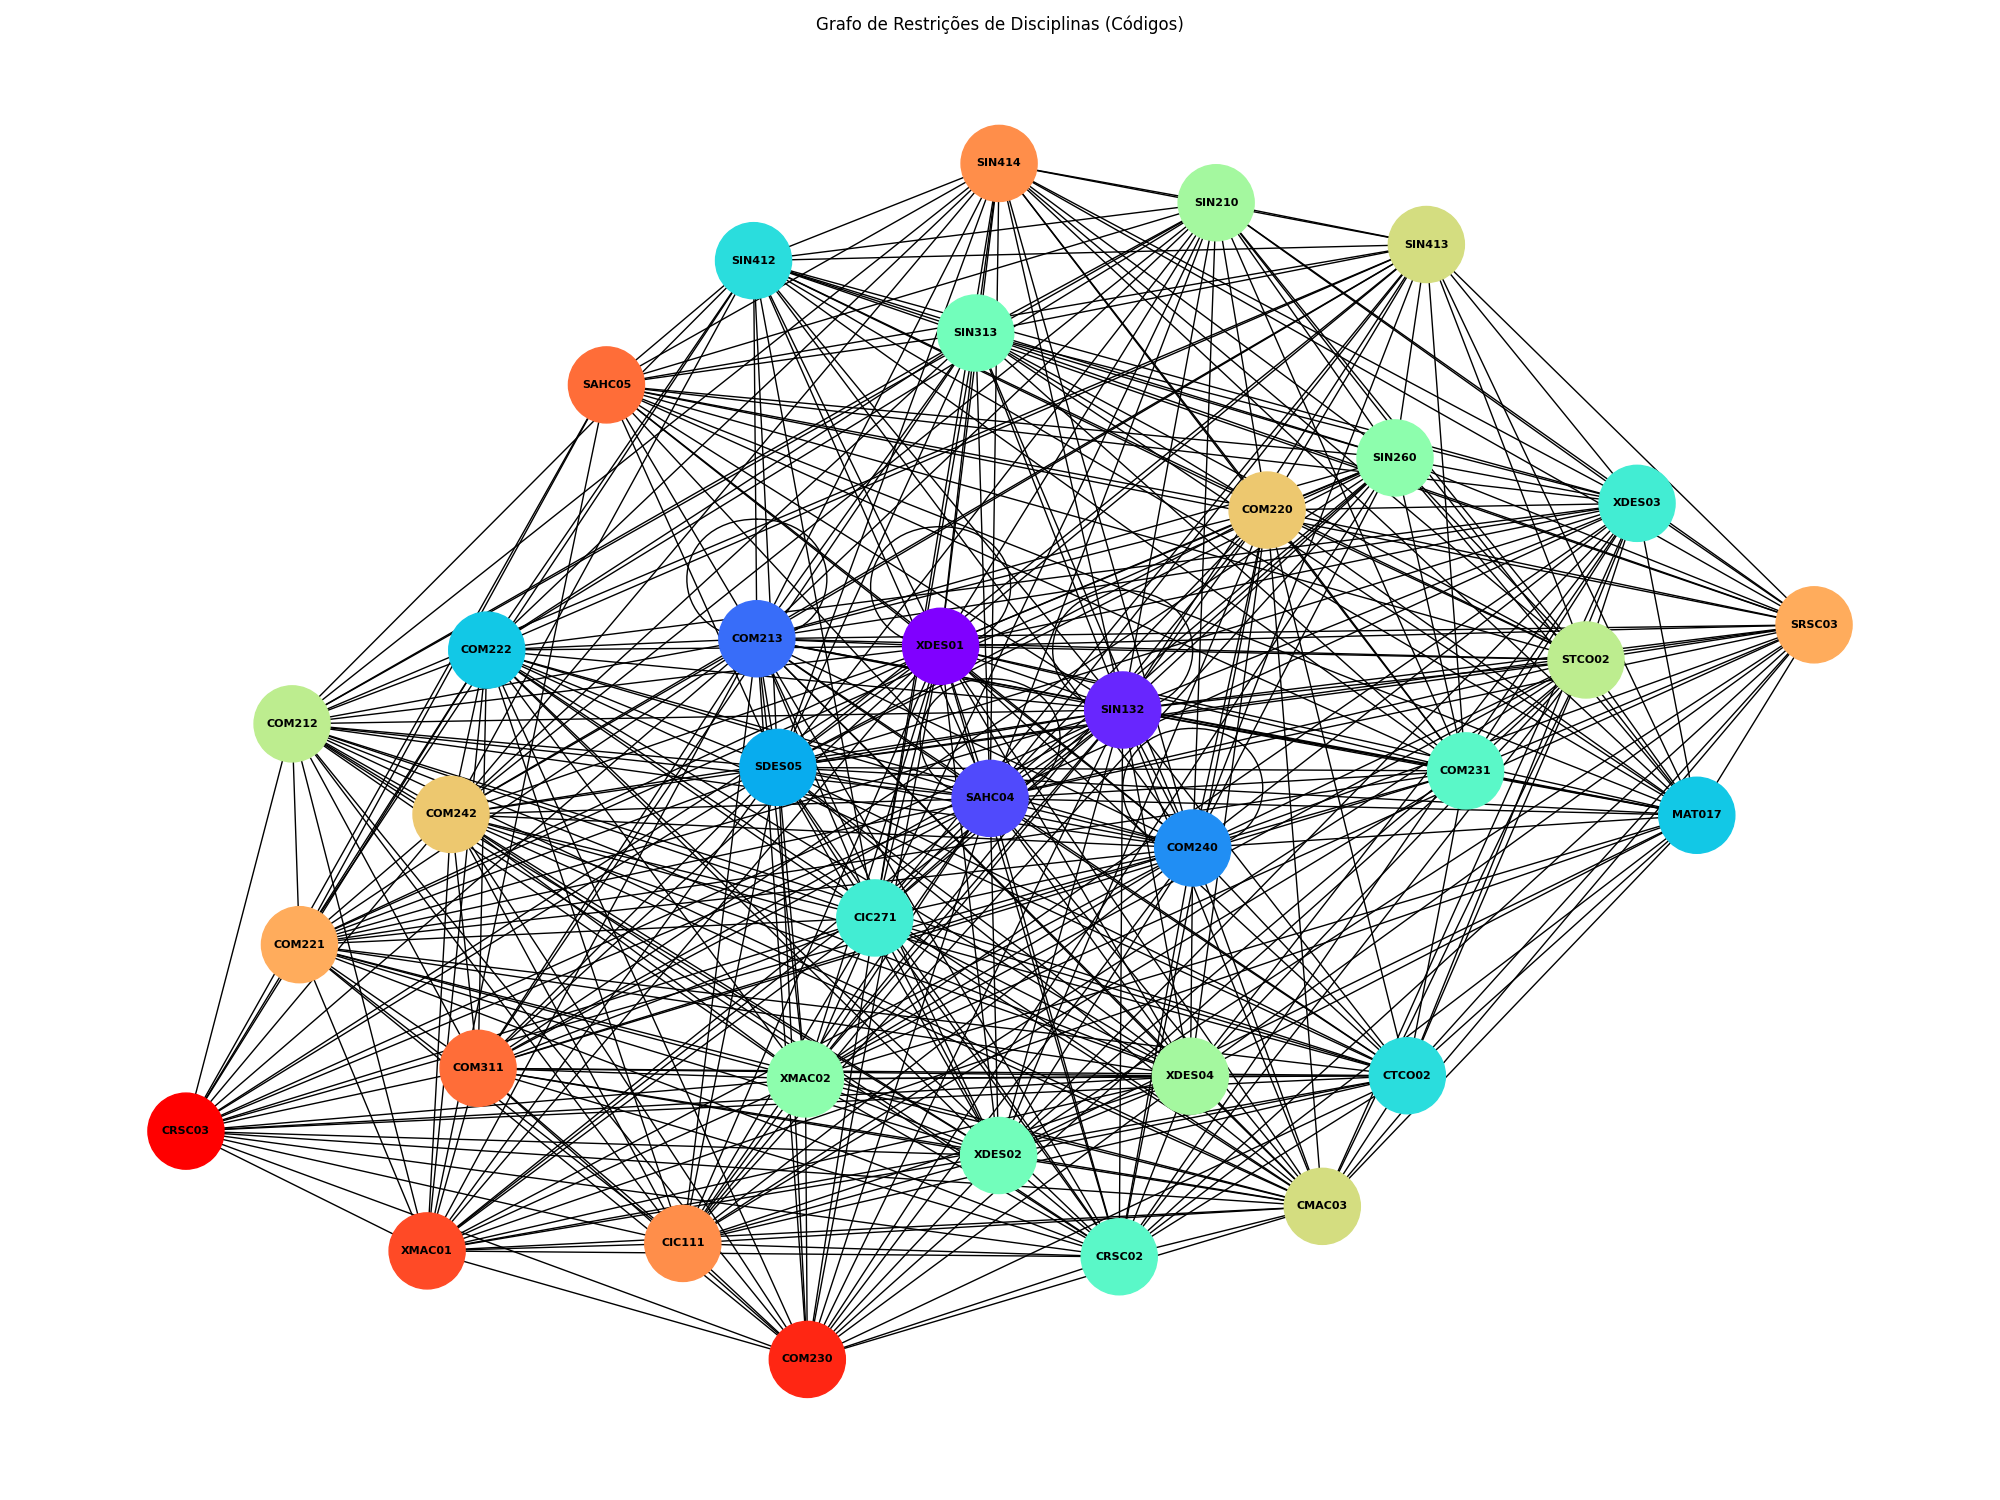 Grafo de Restrições de Disciplinas (Códigos)
SIN414
SIN210
SIN413
SIN412
SIN313
SAHC05
SIN260
XDES03
COM220
SRSC03
COM213
XDES01
COM222
STCO02
SIN132
COM212
SDES05
COM231
SAHC04
COM242
MAT017
COM240
CIC271
COM221
COM311
XMAC02
XDES04
CTCO02
CRSC03
XDES02
CMAC03
XMAC01
CIC111
CRSC02
COM230